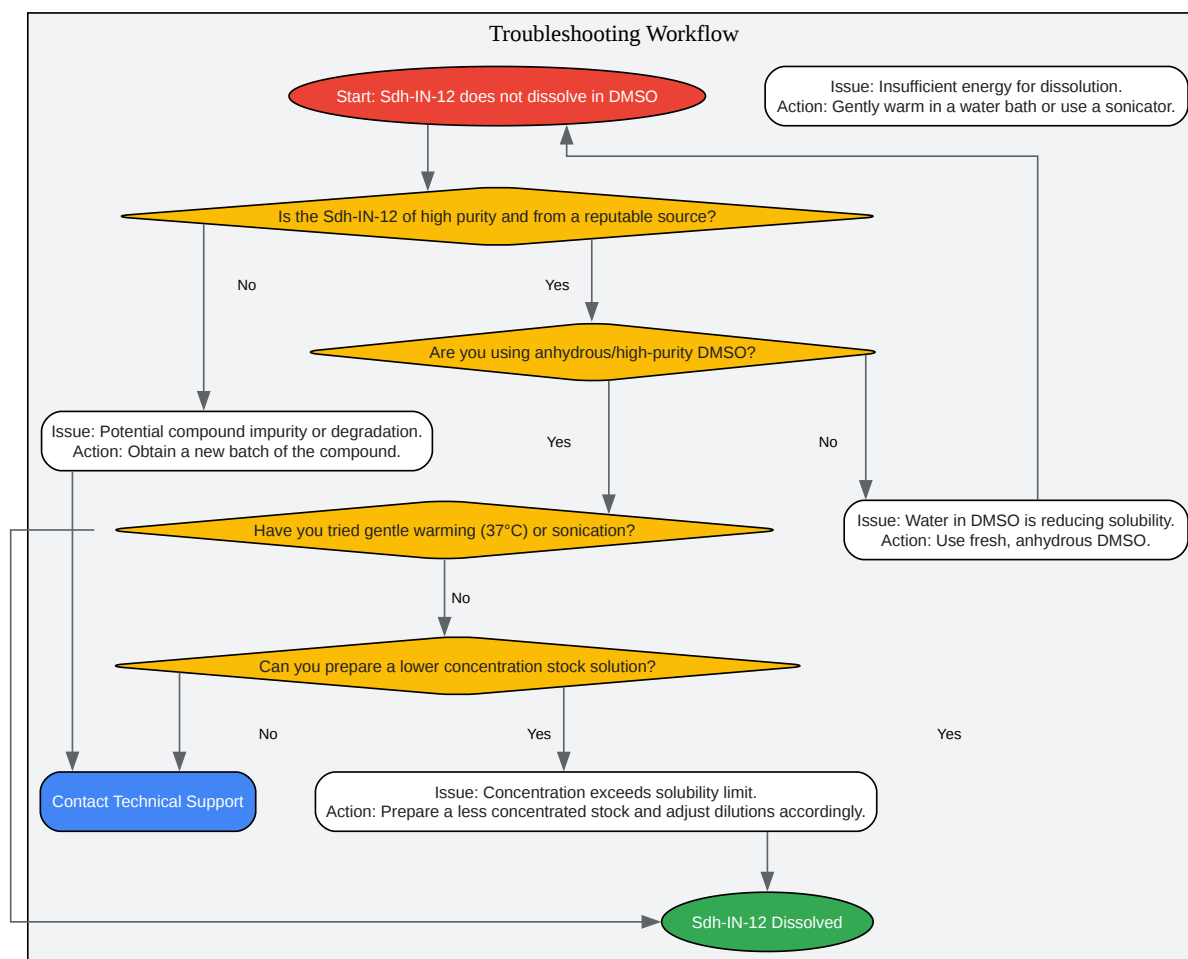 Troubleshooting Workflow
Start: Sdh-IN-12 does not dissolve in DMSO
Issue: Insufficient energy for dissolution.
Action: Gently warm in a water bath or use a sonicator.
Is the Sdh-IN-12 of high purity and from a reputable source?
No
Yes
Are you using anhydrous/high-purity DMSO?
Issue: Potential compound impurity or degradation.
Action: Obtain a new batch of the compound.
Yes
No
Have you tried gentle warming (37°C) or sonication?
Issue: Water in DMSO is reducing solubility.
Action: Use fresh, anhydrous DMSO.
No
Can you prepare a lower concentration stock solution?
No
Yes
Yes
Contact Technical Support
Issue: Concentration exceeds solubility limit.
Action: Prepare a less concentrated stock and adjust dilutions accordingly.
Sdh-IN-12 Dissolved